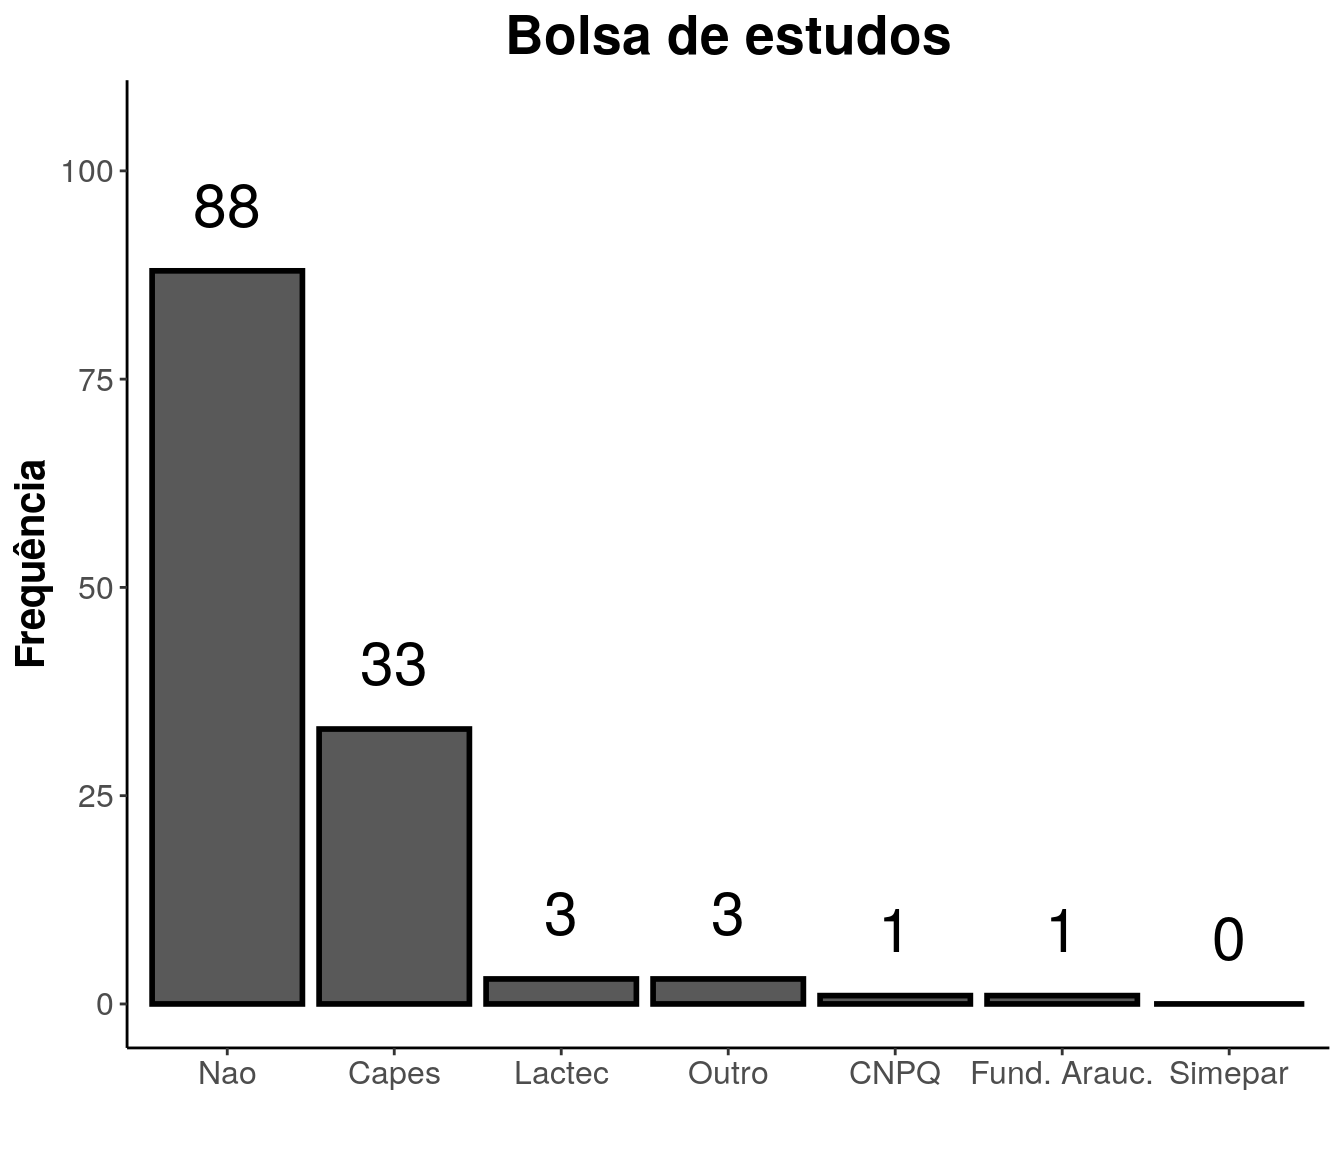 Bolsa de estudos
Frequência
100
75
50
25
0
88
33
3
3
1
1
0
Nao
Capes
Lactec
Outro
CNPQ
Fund. Arauc.
Simepar